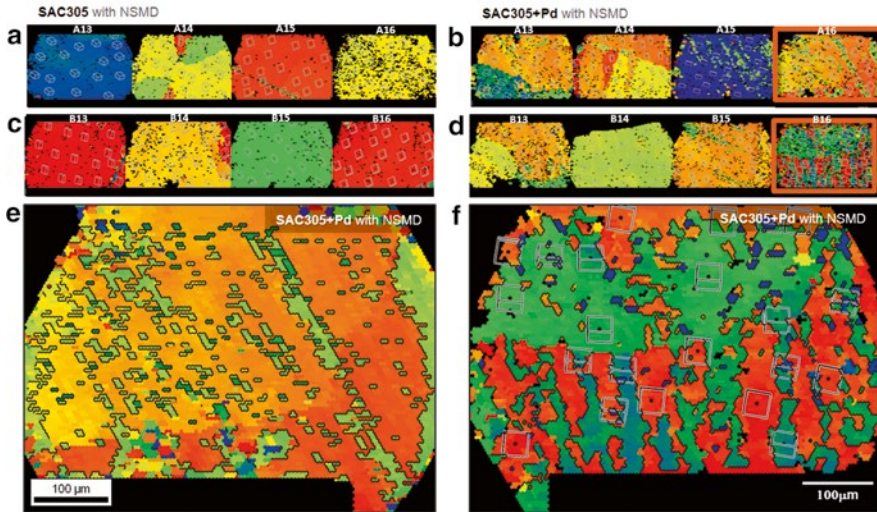 SAC305 with NSMD
SAC305+Pd with NSMD
a
A13
A14
A15
A16
b
A13
A14
A15
A16
c
B13
B14
B15
B16
d
B13
B14
B15
B16
e
SAC305+Pd with NSMD
100 µm
f
SAC305+Pd with NSMD
100µm